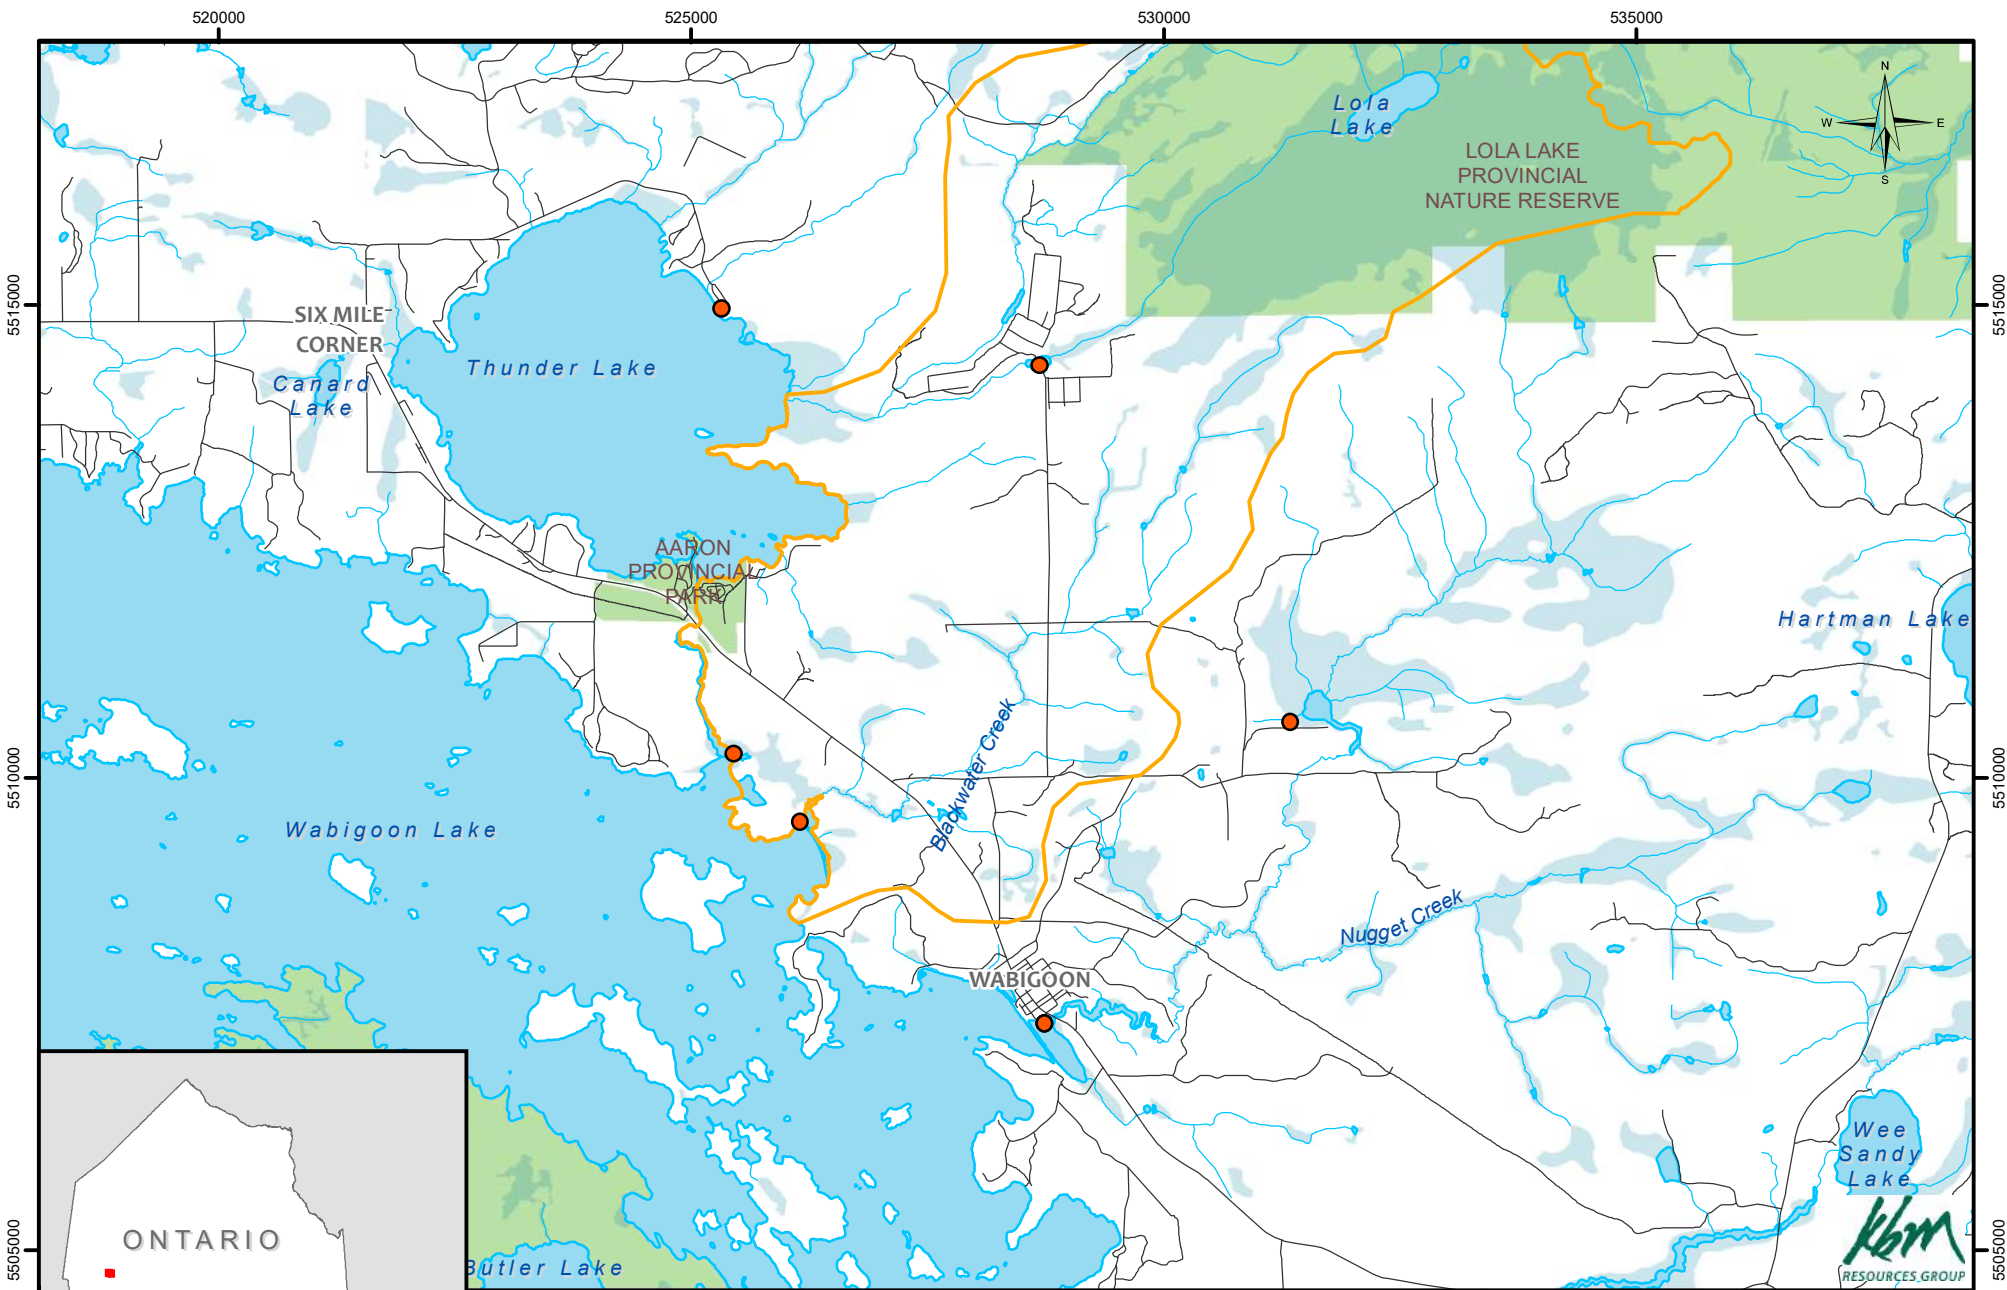 520000
525000
530000
535000
N
W
E
S
Lola
Lake
LOLA LAKE
PROVINCIAL
NATURE RESERVE
5515000
5515000
SIX MILE
CORNER
Thunder Lake
Canard
Lake
AARON
PROVINCIAL
PARK
Hartman Lake
Blackwater Creek
5510000
5510000
Wabigoon Lake
Nugget Creek
WABIGOON
Wee
Sandy
Lake
ONTARIO
Butler Lake
5505000
5505000
kbm
RESOURCES GROUP